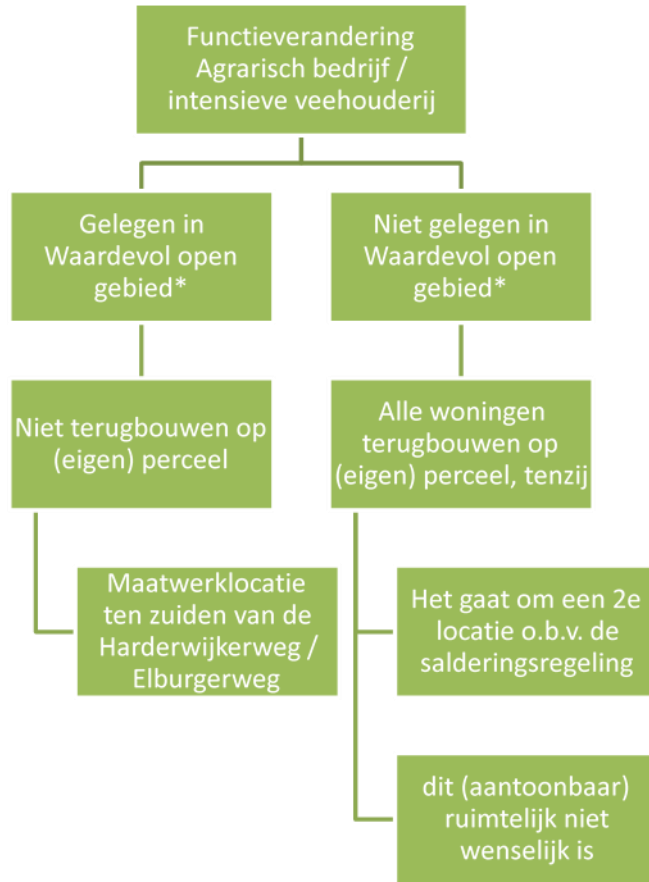 Functieverandering
Agrarisch bedrijf /
intensieve veehouderij
Gelegen in
Waardevol open
gebied*
Niet terugbouwen op
(eigen) perceel
Maatwerklocatie
ten zuiden van de
Harderwijkerweg /
Elburgerweg
Niet gelegen in
Waardevol open
gebied*
Alle woningen
terugbouwen op
(eigen) perceel, tenzij
Het gaat om een 2e
locatie o.b.v. de
salderingsregeling
dit (aantoonbaar)
ruimtelijk niet
wenselijk is